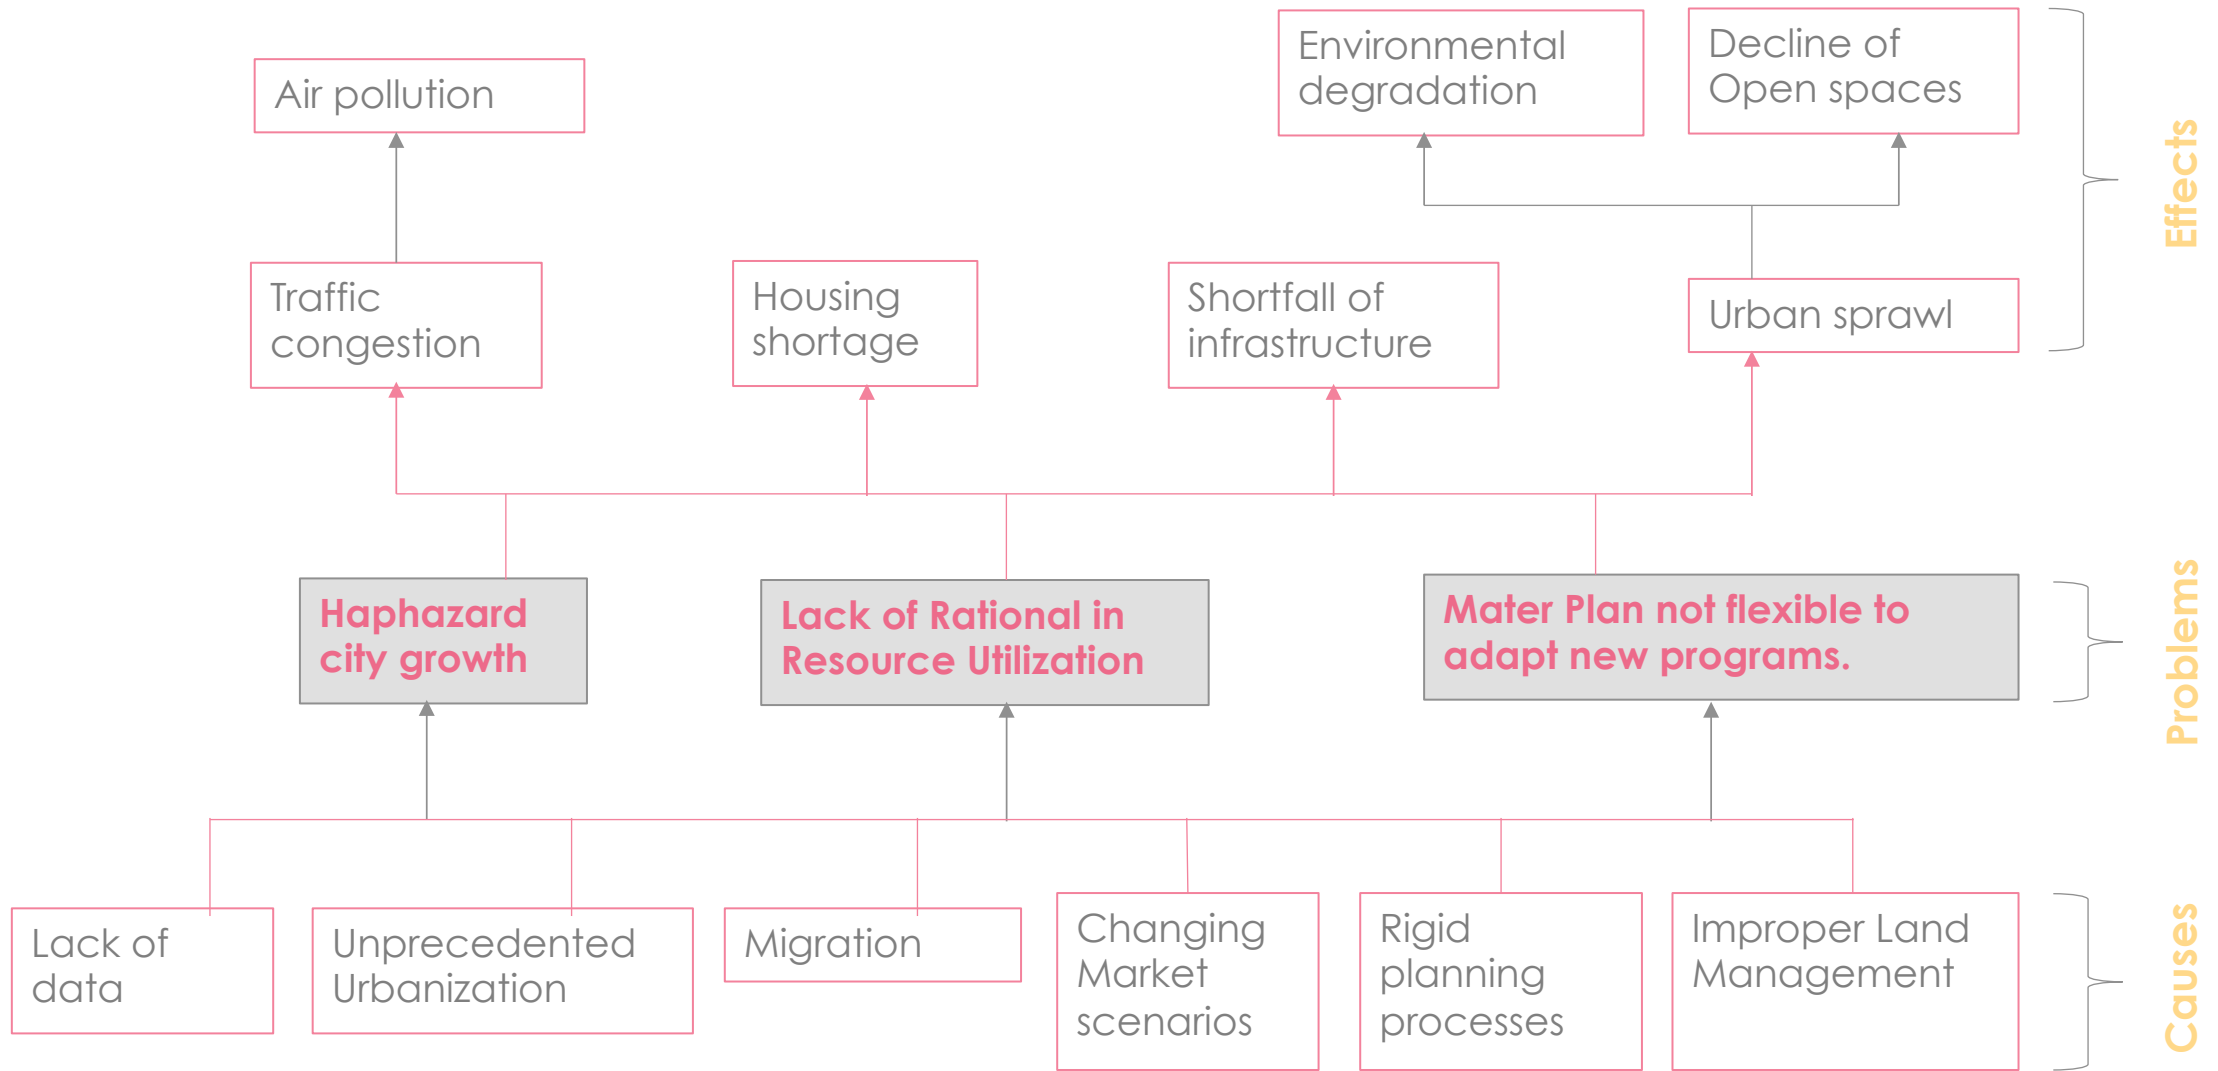 Environmental
degradation
Decline of
Open spaces
Air pollution
Effects
Traffic
congestion
Housing
shortage
Shortfall of
infrastructure
Urban sprawl
Haphazard
city growth
Lack of Rational in
Resource Utilization
Mater Plan not flexible to
adapt new programs.
Problems
Lack of
data
Unprecedented
Urbanization
Migration
Changing
Market
scenarios
Rigid
planning
processes
Improper Land
Management
Causes